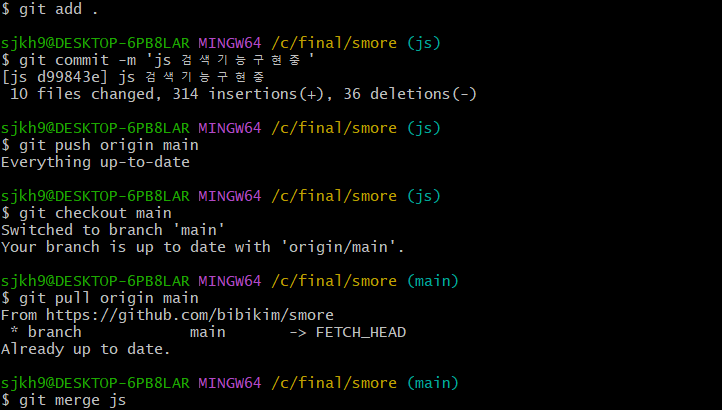 $ git add .
sjkh9@DESKTOP-6PB8LAR MINGW64 /c/final/smore (js)
$ git commit -m 'js 검색기능구현중'
[js d99843e] js 검색기능구현중
10 files changed, 314 insertions(+), 36 deletions(-)
sjkh9@DESKTOP-6PB8LAR MINGW64 /c/final/smore (js)
$ git push origin main
Everything up-to-date
sjkh9@DESKTOP-6PB8LAR MINGW64 /c/final/smore (js)
$ git checkout main
Switched to branch 'main'
Your branch is up to date with 'origin/main'.
sjkh9@DESKTOP-6PB8LAR MINGW64 /c/final/smore (main)
$ git pull origin main
From https://github.com/bibikim/smore
* branch            main       -> FETCH_HEAD
Already up to date.
sjkh9@DESKTOP-6PB8LAR MINGW64 /c/final/smore (main)
$ git merge js